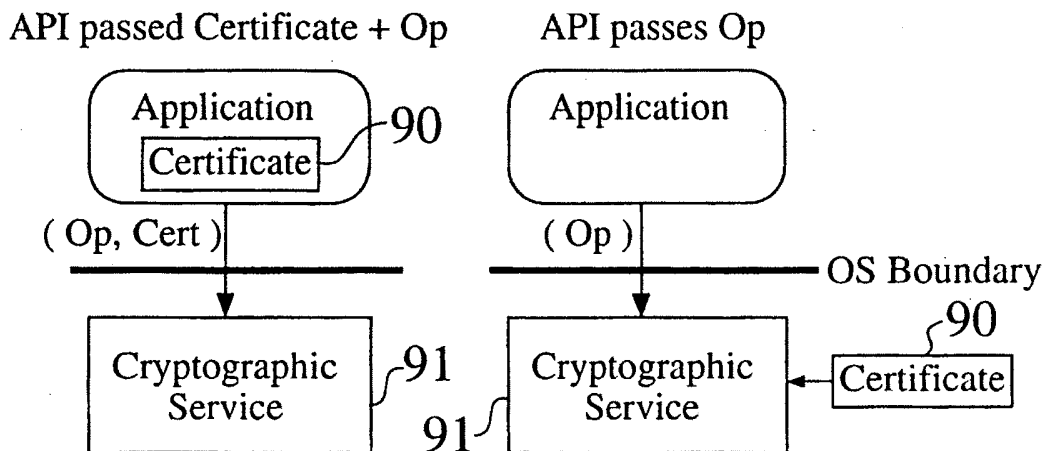 API passed Certificate + Op
API passes Op
Application
Certificate
90
Application
( Op, Cert )
( Op )
OS Boundary
90
Certificate
Cryptographic
Service
91
Cryptographic
Service
91